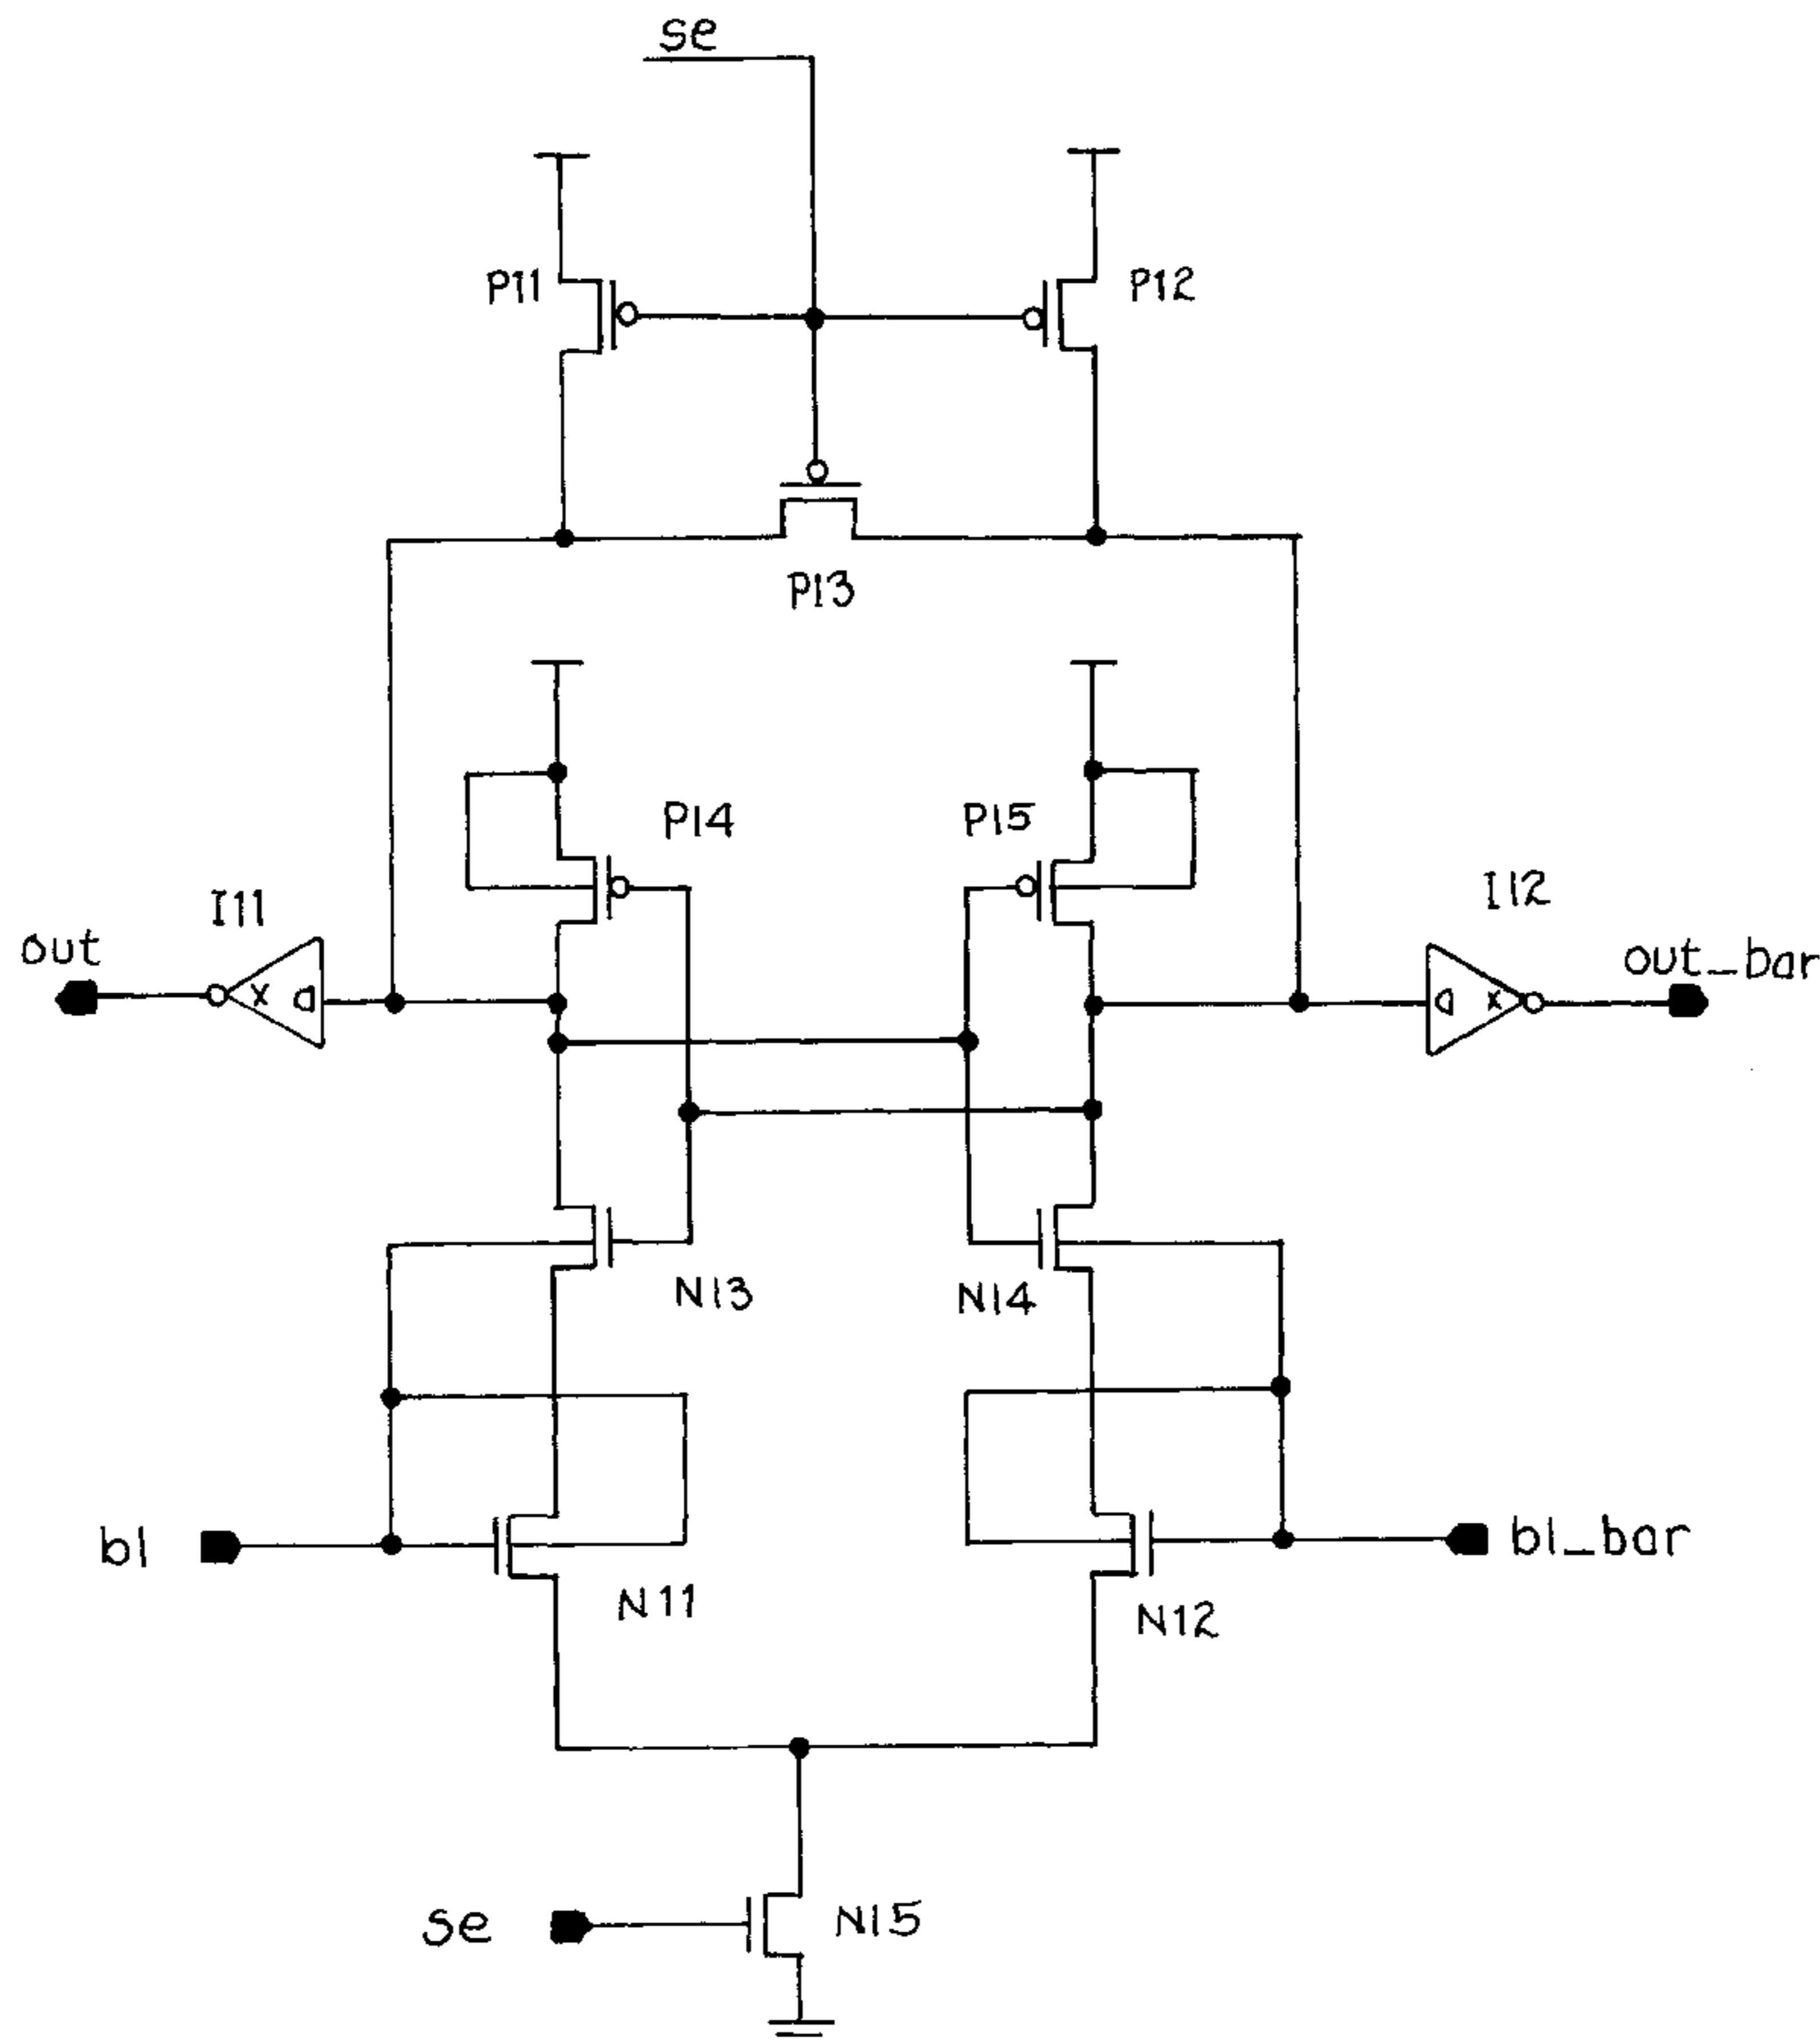 se
P11
P12
P13
P14
P15
I11
I12
out
out_bar
x a
a x
N13
N14
bl
bl_bar
N11
N12
se
N15